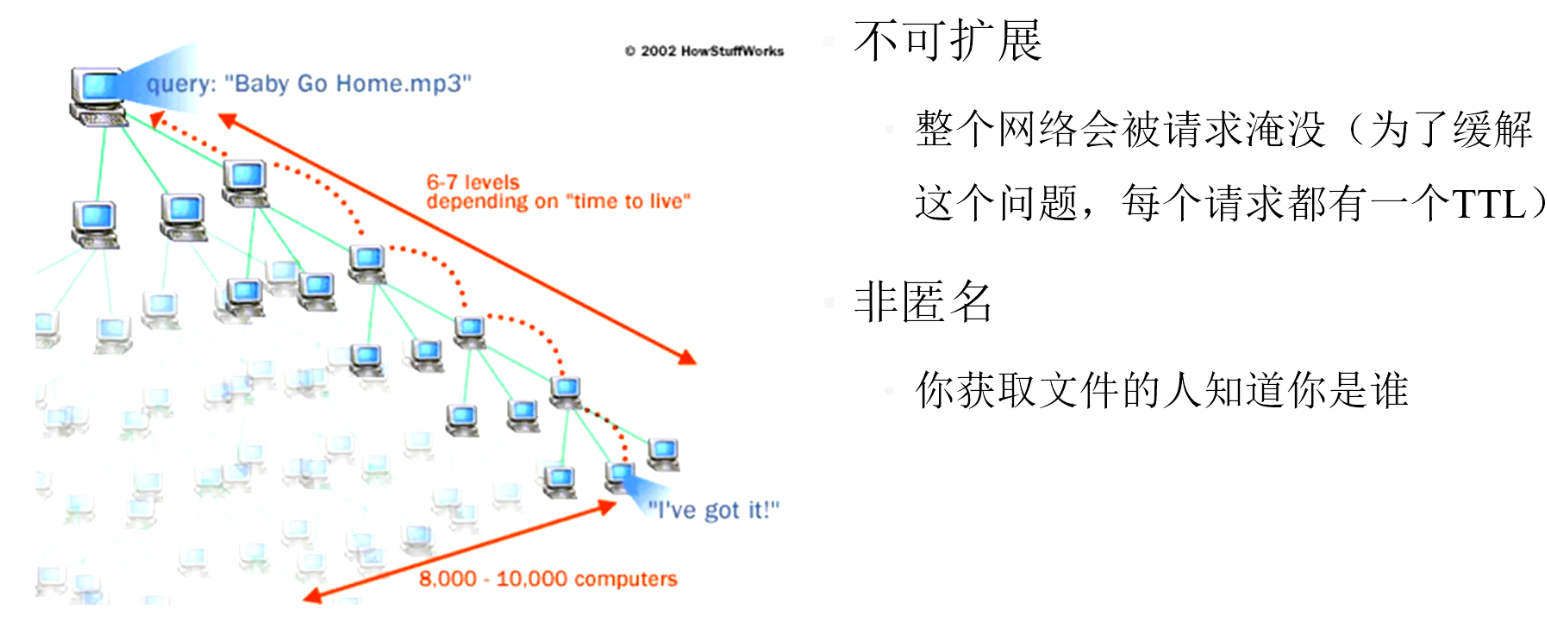 © 2002 HowStuffWorks
query: "Baby Go Home.mp3"
6-7 levels
depending on "time to live"
"I've got it!"
8,000 - 10,000 computers
不可扩展
整个网络会被请求淹没（为了缓解
这个问题，每个请求都有一个TTL）
非匿名
你获取文件的人知道你是谁